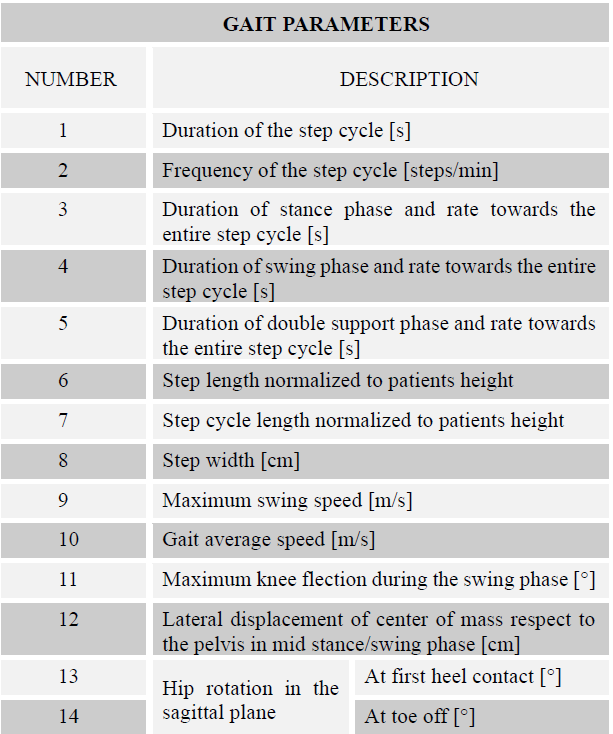 GAIT PARAMETERS
NUMBER DESCRIPTION
1 Duration of the step cycle [s]
2 Frequency of the step cycle [steps/min]
3 Duration of stance phase and rate towards the
entire step cycle [s]
4 Duration of swing phase and rate towards the entire
step cycle [s]
5 Duration of double support phase and rate towards
the entire step cycle [s]
6 Step length normalized to patients height
7 Step cycle length normalized to patients height
8 Step width [cm]
9 Maximum swing speed [m/s]
10 Gait average speed [m/s]
11 Maximum knee flection during the swing phase [°]
12 Lateral displacement of center of mass respect to
the pelvis in mid stance/swing phase [cm]
13 Hip rotation in the At first heel contact [°]
14 sagittal plane At toe off [°]